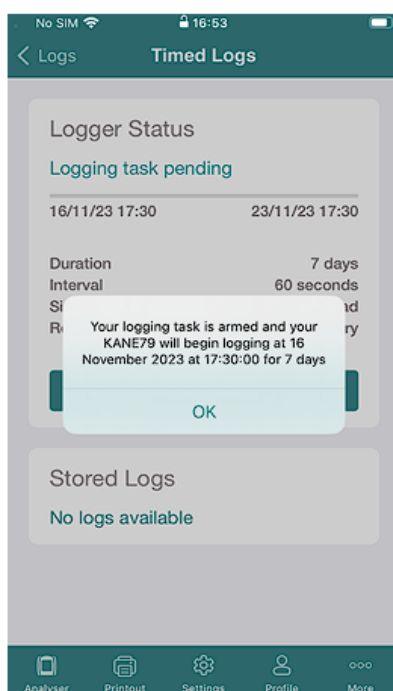 No SIM 16:53
Logs Timed Logs
Logger Status
Logging task pending
16/11/23 17:30 23/11/23 17:30
Duration 7 days
Interval 60 seconds
Your logging task is armed and your
KANE79 will begin logging at 16
November 2023 at 17:30:00 for 7 days
OK
Stored Logs
No logs available
Analyser Printout Settings Profile More